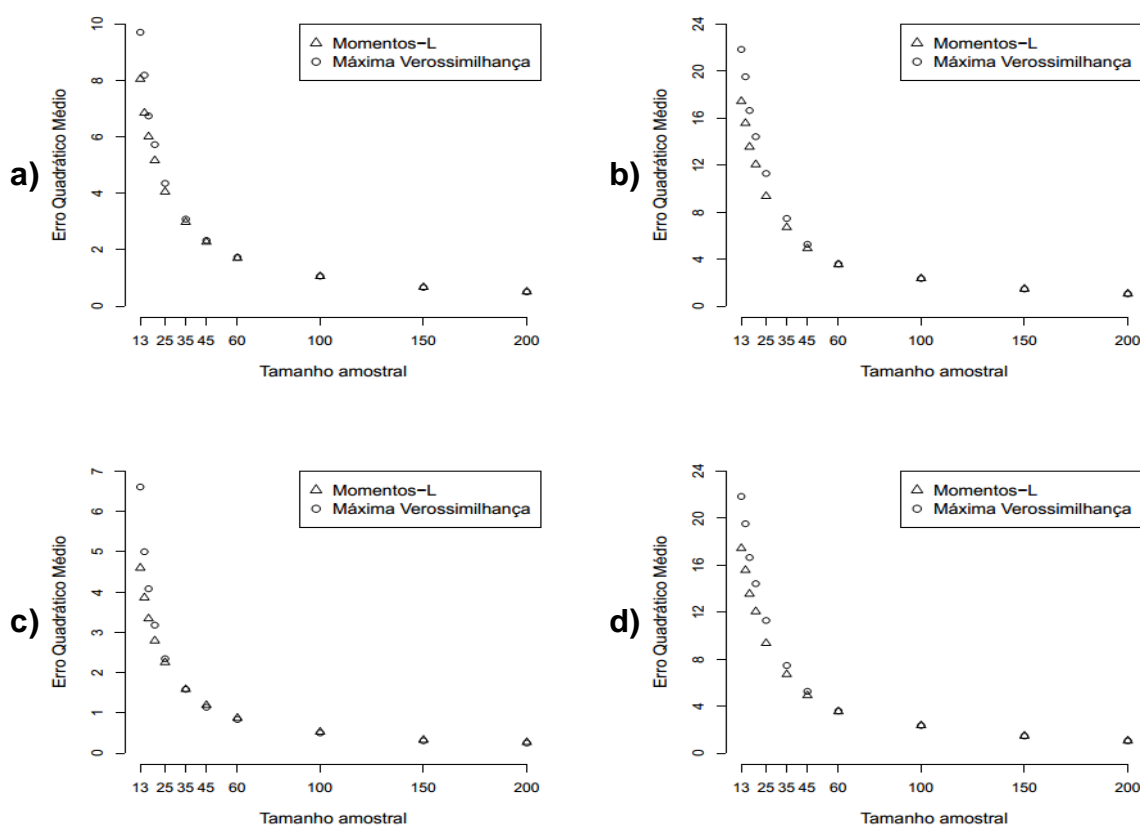 a)
Erro Quadrático Médio
10
8
6
4
2
0
Momentos-L
Máxima Verossimilhança
13 25 35 45 60 100 150 200
Tamanho amostral
b)
Erro Quadrático Médio
24
20
16
12
8
4
0
Momentos-L
Máxima Verossimilhança
13 25 35 45 60 100 150 200
Tamanho amostral
c)
Erro Quadrático Médio
7
6
5
4
3
2
1
0
Momentos-L
Máxima Verossimilhança
13 25 35 45 60 100 150 200
Tamanho amostral
d)
Erro Quadrático Médio
24
20
16
12
8
4
0
Momentos-L
Máxima Verossimilhança
13 25 35 45 60 100 150 200
Tamanho amostral